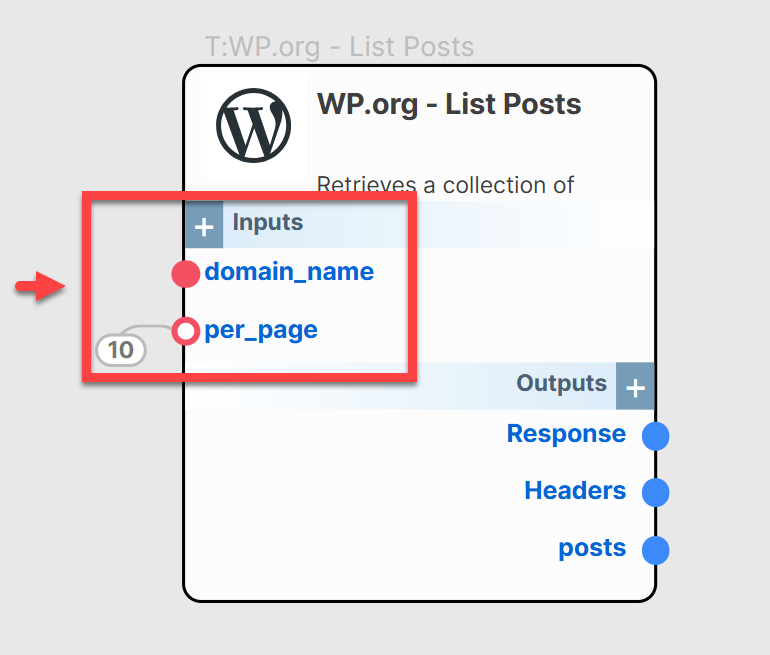 T:WP.org - List Posts
WP.org - List Posts
Retrieves a collection of
+ Inputs
domain_name
per_page
10
Outputs +
Response
Headers
posts